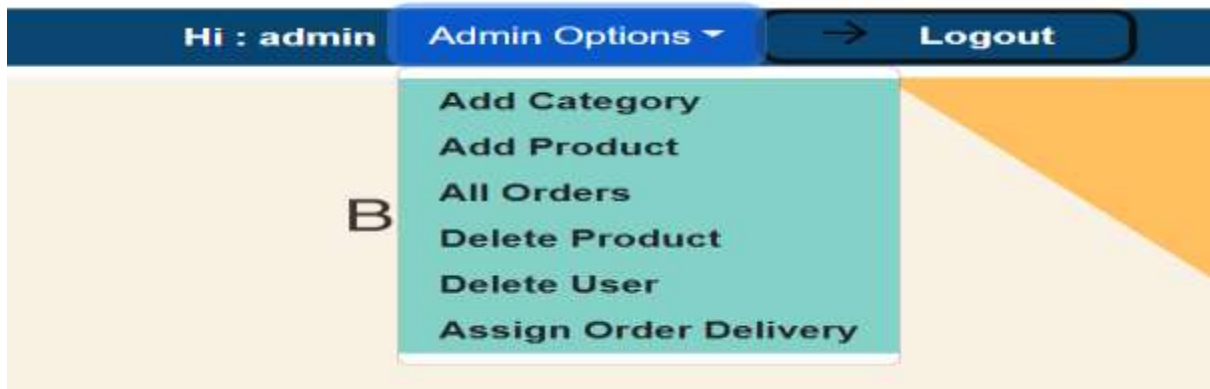 Hi : admin Admin Options Logout
Add Category
Add Product
All Orders
B
Delete Product
Delete User
Assign Order Delivery